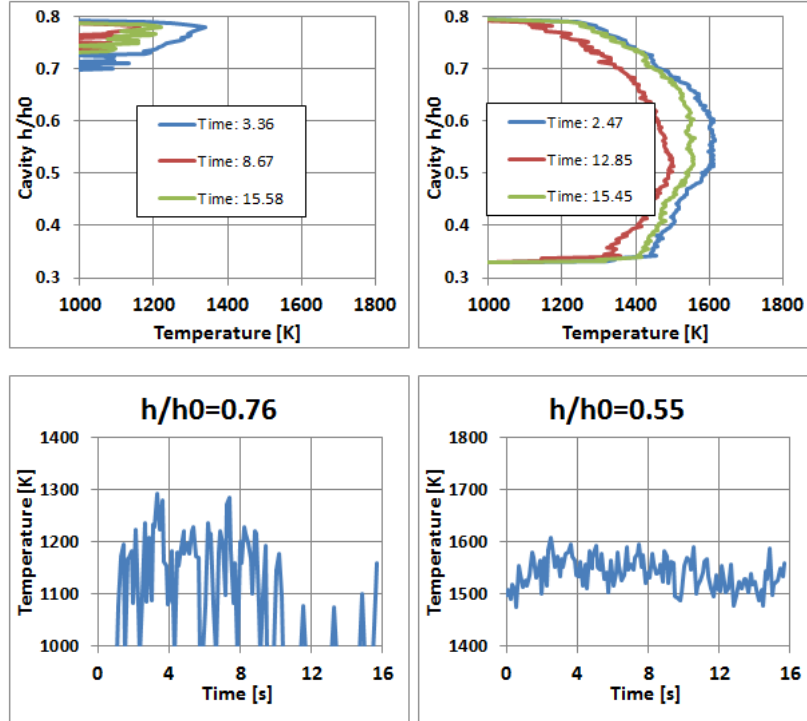 0.8
0.7
0.6
0.5
0.4
0.3
Cavity h/h0
Time: 3.36
Time: 8.67
Time: 15.58
1000 1200 1400 1600 1800
Temperature [K]
0.8
0.7
0.6
0.5
0.4
0.3
Cavity h/h0
Time: 2.47
Time: 12.85
Time: 15.45
1000 1200 1400 1600 1800
Temperature [K]
h/h0=0.76
1400
1300
1200
1100
1000
Temperature [K]
0 4 8 12 16
Time [s]
h/h0=0.55
1800
1700
1600
1500
1400
Temperature [K]
0 4 8 12 16
Time [s]